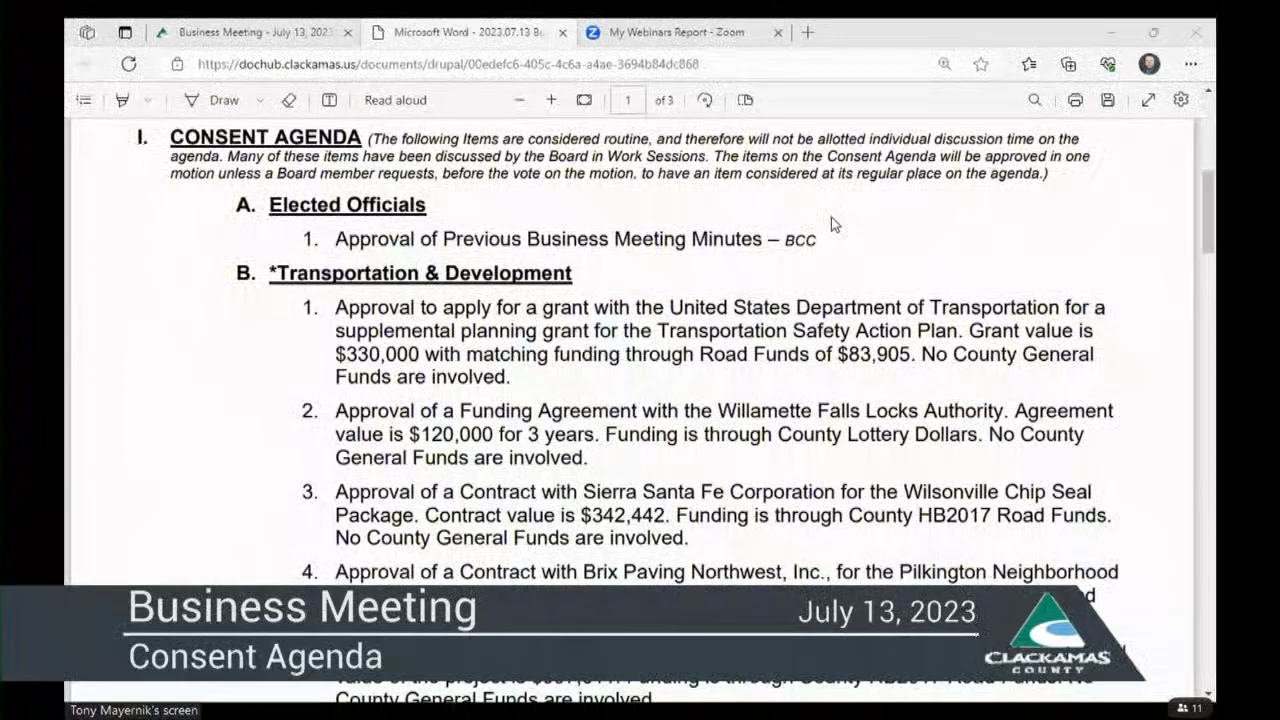 Business Meeting - July 13, 2023
Microsoft Word - 2023.07.13 Bu
My Webinars Report - Zoom
https://dochub.clackamas.us/documents/drupal/00edefc6-405c-4c6a-a4ae-3694b84dc868
Draw
Read aloud
1 of 3
I. CONSENT AGENDA (The following Items are considered routine, and therefore will not be allotted individual discussion time on the
agenda. Many of these items have been discussed by the Board in Work Sessions. The items on the Consent Agenda will be approved in one
motion unless a Board member requests, before the vote on the motion, to have an item considered at its regular place on the agenda.)
A. Elected Officials
1. Approval of Previous Business Meeting Minutes – BCC
B. *Transportation & Development
1. Approval to apply for a grant with the United States Department of Transportation for a
supplemental planning grant for the Transportation Safety Action Plan. Grant value is
$330,000 with matching funding through Road Funds of $83,905. No County General
Funds are involved.
2. Approval of a Funding Agreement with the Willamette Falls Locks Authority. Agreement
value is $120,000 for 3 years. Funding is through County Lottery Dollars. No County
General Funds are involved.
3. Approval of a Contract with Sierra Santa Fe Corporation for the Wilsonville Chip Seal
Package. Contract value is $342,442. Funding is through County HB2017 Road Funds.
No County General Funds are involved.
4. Approval of a Contract with Brix Paving Northwest, Inc., for the Pilkington Neighborhood
Business Meeting
July 13, 2023
Consent Agenda
CLACKAMAS
COUNTY
County General Funds are involved.
Tony Mayernik's screen
11